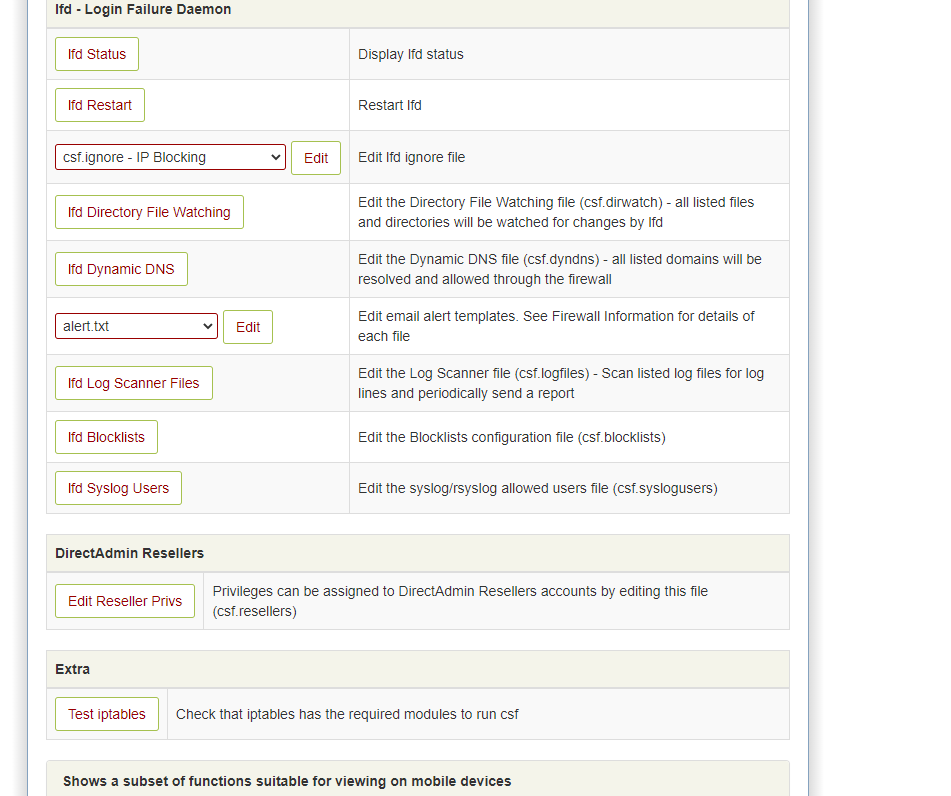 lfd - Login Failure Daemon
lfd Status
Display lfd status
lfd Restart
Restart lfd
csf.ignore - IP Blocking
Edit
Edit lfd ignore file
lfd Directory File Watching
Edit the Directory File Watching file (csf.dirwatch) - all listed files
and directories will be watched for changes by lfd
lfd Dynamic DNS
Edit the Dynamic DNS file (csf.dyndns) - all listed domains will be
resolved and allowed through the firewall
alert.txt
Edit
Edit email alert templates. See Firewall Information for details of
each file
lfd Log Scanner Files
Edit the Log Scanner file (csf.logfiles) - Scan listed log files for log
lines and periodically send a report
lfd Blocklists
Edit the Blocklists configuration file (csf.blocklists)
lfd Syslog Users
Edit the syslog/rsyslog allowed users file (csf.syslogusers)
DirectAdmin Resellers
Edit Reseller Privs
Privileges can be assigned to DirectAdmin Resellers accounts by editing this file
(csf.resellers)
Extra
Test iptables
Check that iptables has the required modules to run csf
Shows a subset of functions suitable for viewing on mobile devices